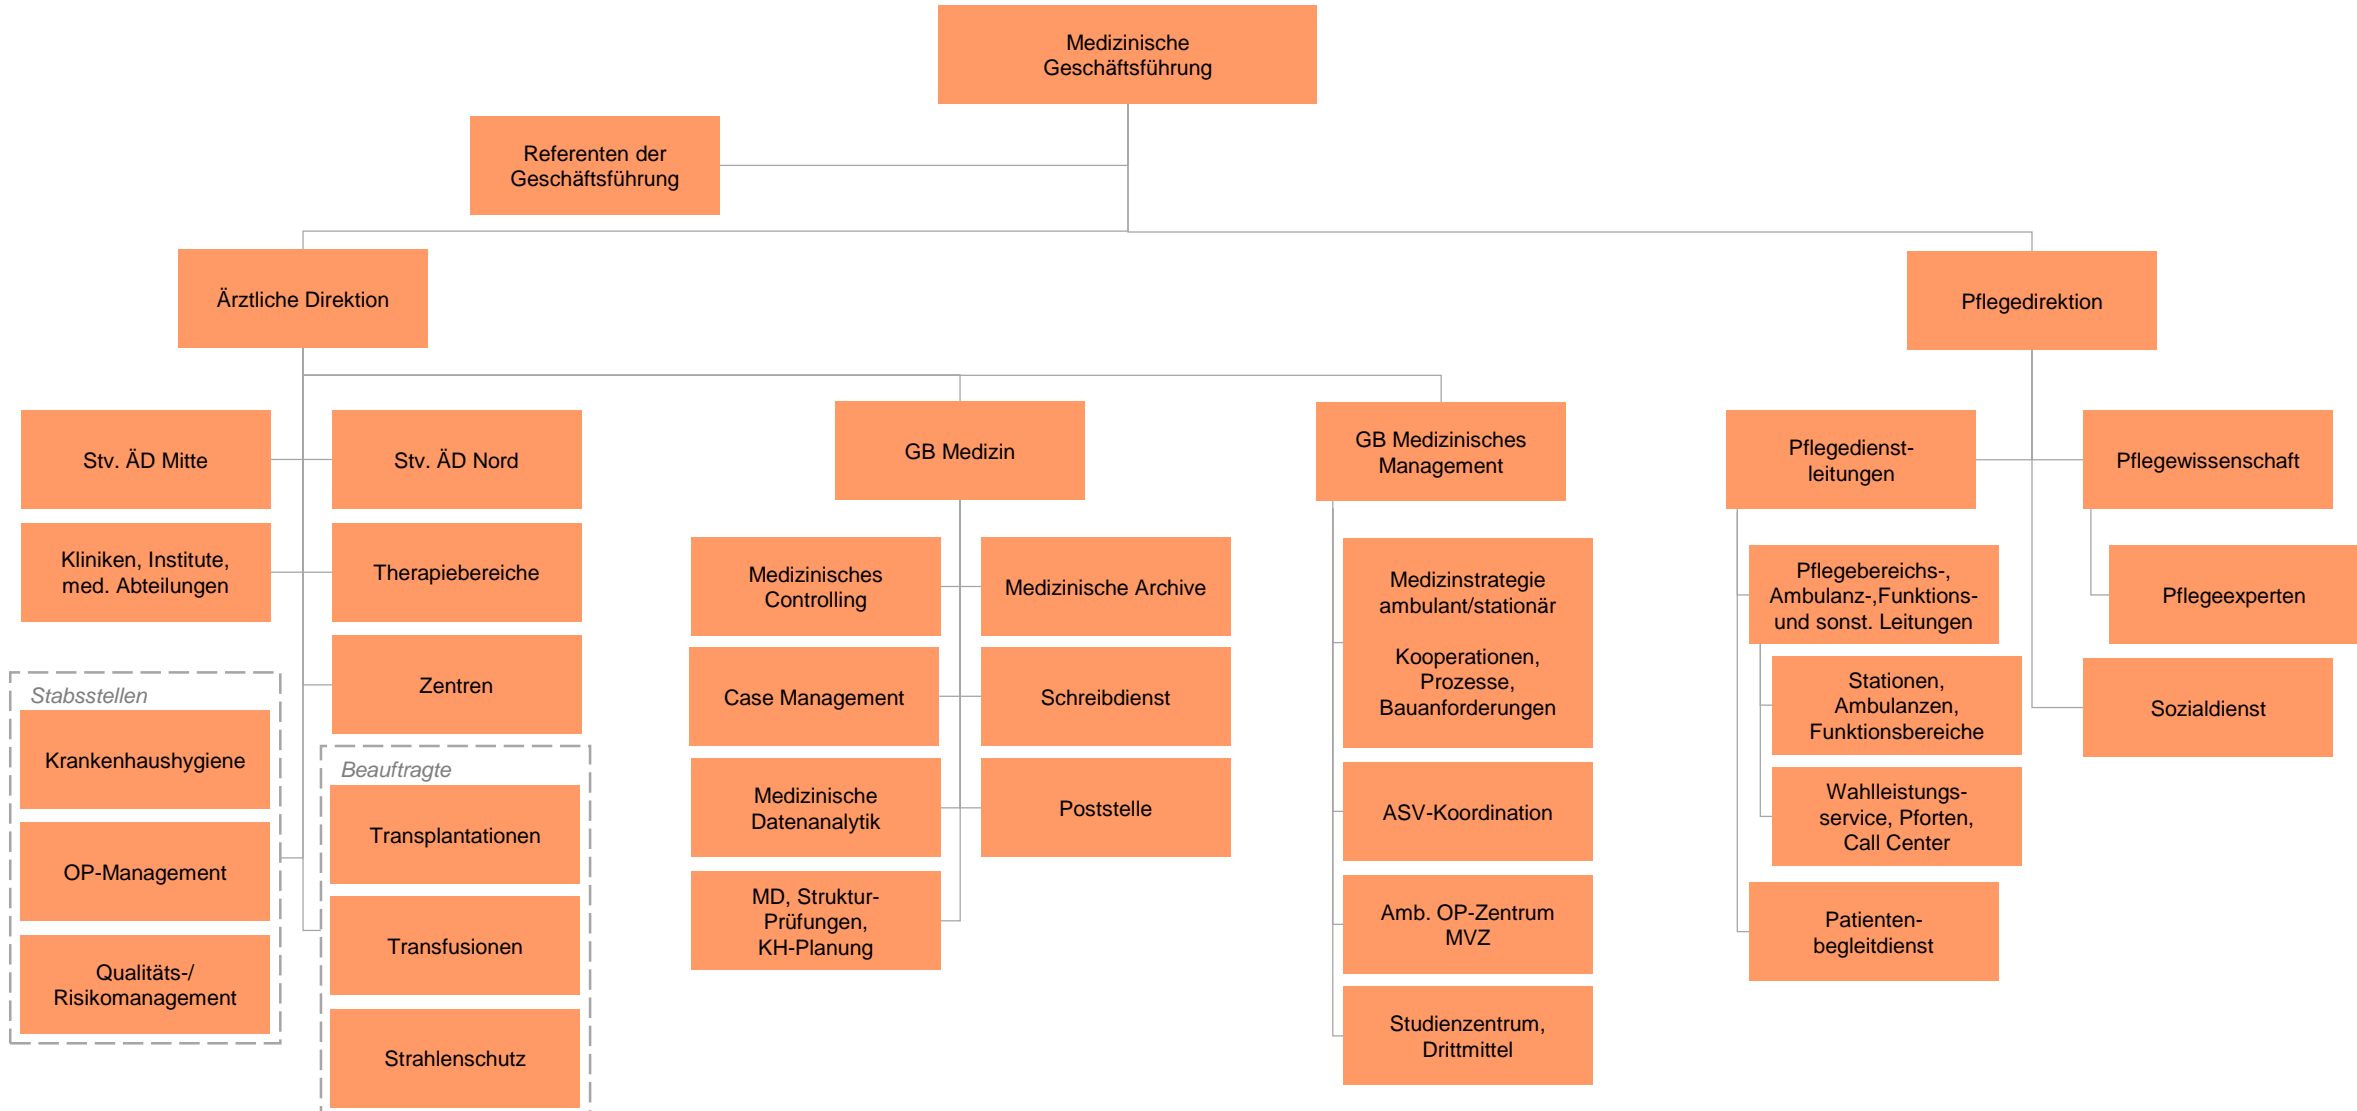 Medizinische
Geschäftsführung
Referenten der
Geschäftsführung
Ärztliche Direktion
Pflegedirektion
Stv. ÄD Mitte
Stv. ÄD Nord
Kliniken, Institute,
med. Abteilungen
Therapiebereiche
Zentren
Stabsstellen
Krankenhaushygiene
OP-Management
Qualitäts-/
Risikomanagement
Beauftragte
Transplantationen
Transfusionen
Strahlenschutz
GB Medizin
Medizinisches
Controlling
Medizinische Archive
Case Management
Schreibdienst
Medizinische
Datenanalytik
Poststelle
MD, Struktur-
Prüfungen,
KH-Planung
GB Medizinisches
Management
Medizinstrategie
ambulant/stationär
Kooperationen,
Prozesse,
Bauanforderungen
ASV-Koordination
Amb. OP-Zentrum
MVZ
Studienzentrum,
Drittmittel
Pflegedienst-
leitungen
Pflegewissenschaft
Pflegebereichs-,
Ambulanz-,Funktions-
und sonst. Leitungen
Pflegeexperten
Stationen,
Ambulanzen,
Funktionsbereiche
Sozialdienst
Wahlleistungs-
service, Pforten,
Call Center
Patienten-
begleitdienst